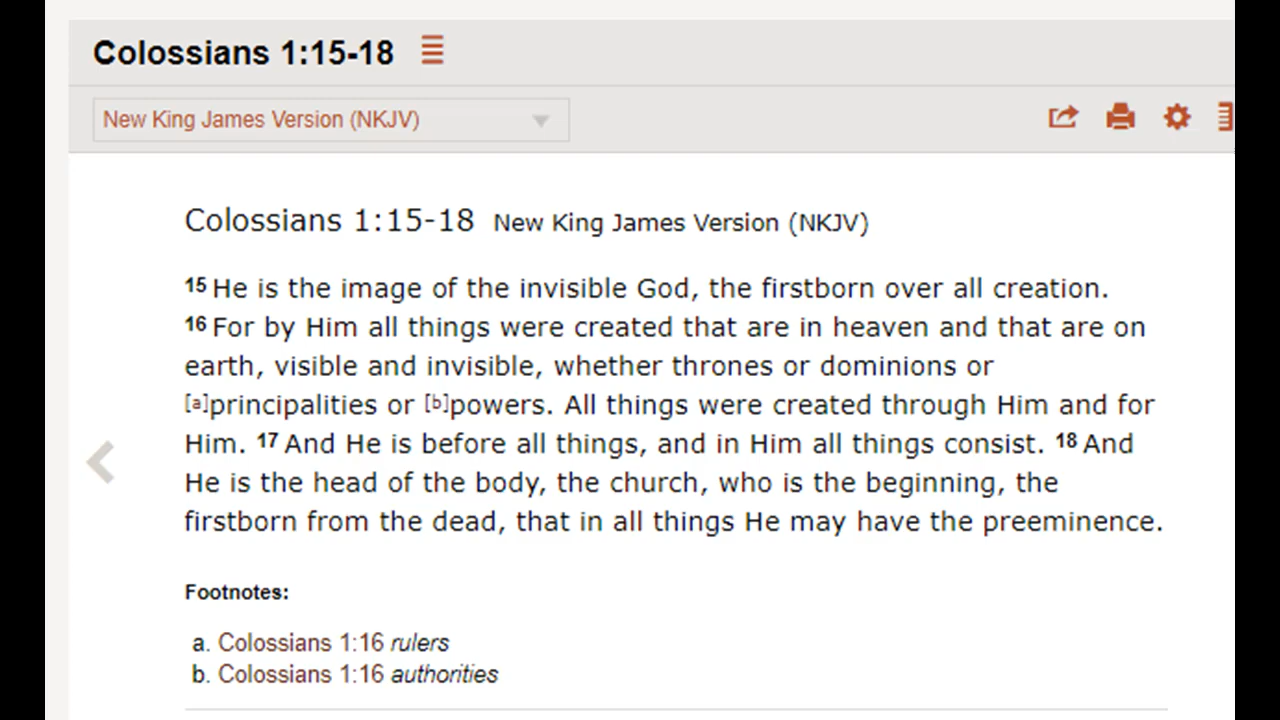 Colossians 1:15-18
New King James Version (NKJV)
Colossians 1:15-18 New King James Version (NKJV)
15 He is the image of the invisible God, the firstborn over all creation.
16 For by Him all things were created that are in heaven and that are on
earth, visible and invisible, whether thrones or dominions or
[a]principalities or [b]powers. All things were created through Him and for
Him. 17 And He is before all things, and in Him all things consist. 18 And
He is the head of the body, the church, who is the beginning, the
firstborn from the dead, that in all things He may have the preeminence.
Footnotes:
a. Colossians 1:16 rulers
b. Colossians 1:16 authorities